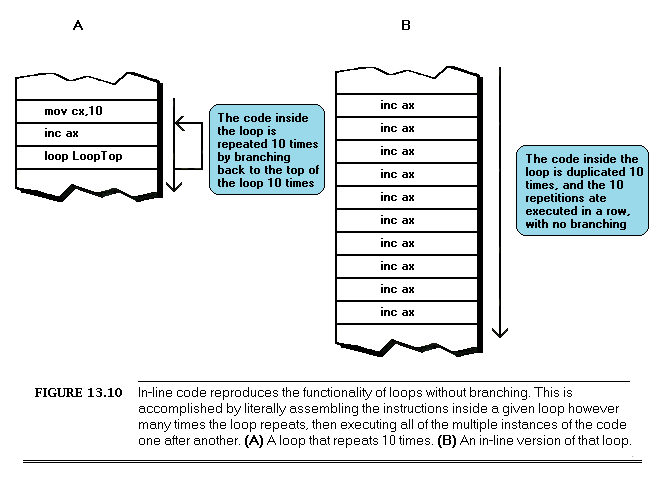 A
B
mov cx,10
inc ax
loop LoopTop
The code inside
the loop is
repeated 10 times
by branching
back to the top of
the loop 10 times
inc ax
inc ax
inc ax
inc ax
inc ax
inc ax
inc ax
inc ax
inc ax
inc ax
The code inside the
loop is duplicated 10
times, and the 10
repetitions ate
executed in a row,
with no branching
FIGURE 13.10 In-line code reproduces the functionality of loops without branching. This is
accomplished by literally assembling the instructions inside a given loop however
many times the loop repeats, then executing all of the multiple instances of the code
one after another. (A) A loop that repeats 10 times. (B) An in-line version of that loop.